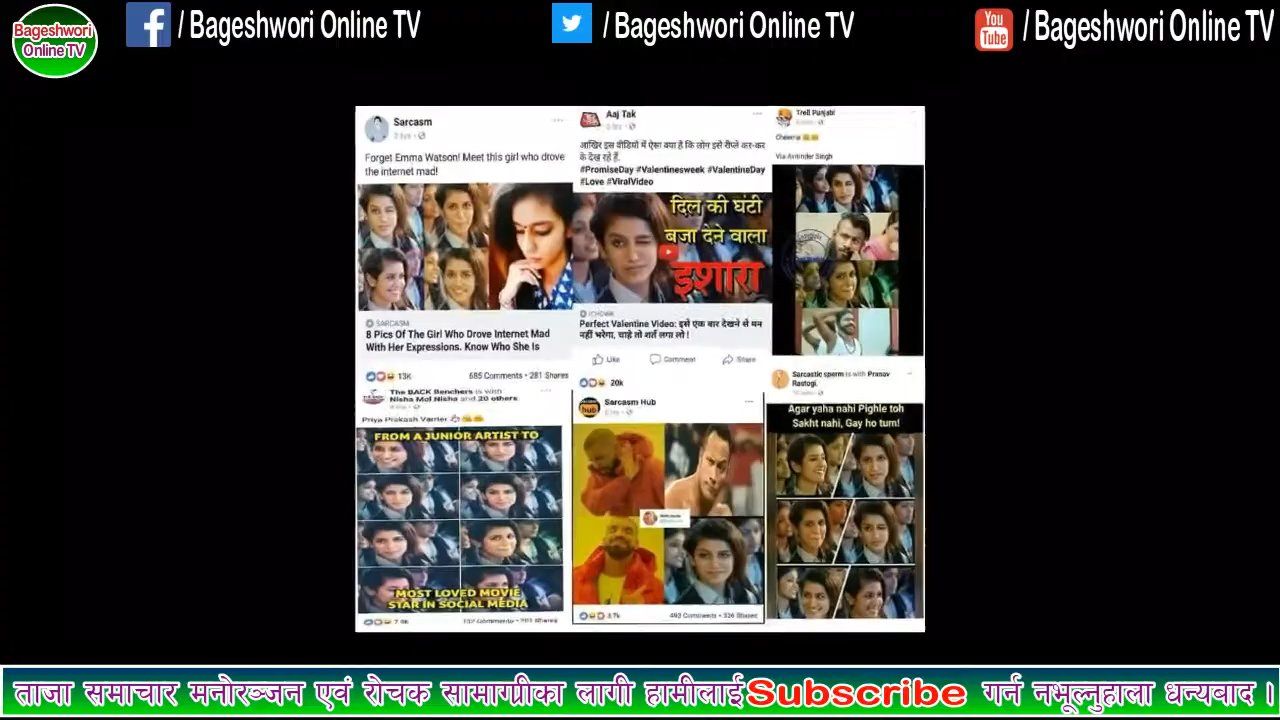 Bageshwori
Online TV
/ Bageshwori Online TV
/ Bageshwori Online TV
You
Tube
/ Bageshwori Online TV
Sarcasm
Forget Emma Watson! Meet this girl who drove
the internet mad!
SARCASM
8 Pics Of The Girl Who Drove Internet Mad
With Her Expressions. Know Who She Is
13K
685 Comments • 281 Shares
Aaj Tak
आखिर इस वीडियो में ऐसा क्या है कि लोग इसे रीप्ले कर-कर
के देख रहे हैं.
#PromiseDay #Valentinesweek #ValentineDay
#Love #ViralVideo
दिल की घंटी
बजा देने वाला
इशारा
ICHOWK
Perfect Valentine Video: इसे एक बार देखने से मन
नहीं भरेगा, चाहे तो शर्त लगा लो !
Like
Comment
Share
20k
Troll Punjabi
Cheema
Via Avninder Singh
The BACK Benchers is with
Nisha Mol Nisha and 20 others.
Priya Prakash Varrier
FROM A JUNIOR ARTIST TO
MOST LOVED MOVIE
STAR IN SOCIAL MEDIA
Sarcasm Hub
hub
3.7k
493 Comments • 326 Shares
Sarcastic sperm is with Pranav
Rastogi.
Agar yaha nahi Pighle toh
Sakht nahi, Gay ho tum!
ताजा समाचार मनोरञ्जन एवं रोचक सामाग्रीका लागी हामीलाई Subscribe गर्न नभूल्नुहाला धन्यवाद ।